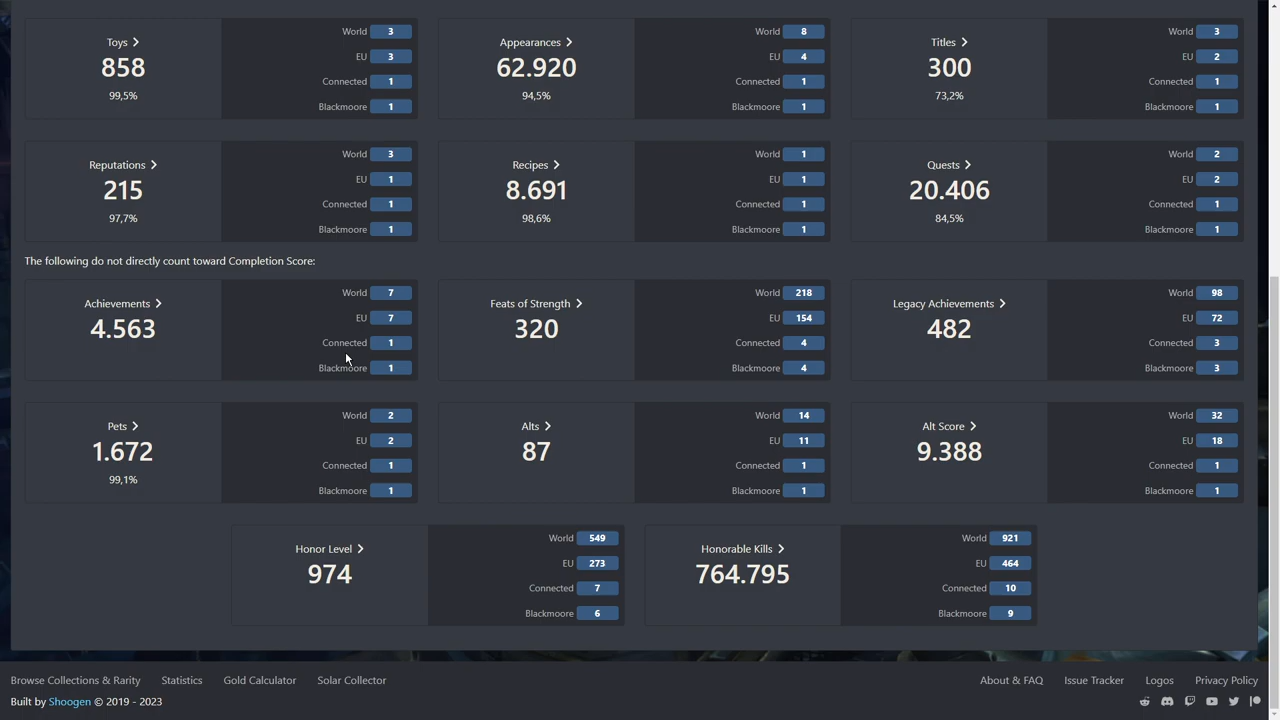 Toys
858
99,5%
World 3
EU 3
Connected 1
Blackmoore 1
Appearances
62.920
94,5%
World 8
EU 4
Connected 1
Blackmoore 1
Titles
300
73,2%
World 3
EU 2
Connected 1
Blackmoore 1
Reputations
215
97,7%
World 3
EU 1
Connected 1
Blackmoore 1
Recipes
8.691
98,6%
World 1
EU 1
Connected 1
Blackmoore 1
Quests
20.406
84,5%
World 2
EU 2
Connected 1
Blackmoore 1
The following do not directly count toward Completion Score:
Achievements
4.563
World 7
EU 7
Connected 1
Blackmoore 1
Feats of Strength
320
World 218
EU 154
Connected 4
Blackmoore 4
Legacy Achievements
482
World 98
EU 72
Connected 3
Blackmoore 3
Pets
1.672
99,1%
World 2
EU 2
Connected 1
Blackmoore 1
Alts
87
World 14
EU 11
Connected 1
Blackmoore 1
Alt Score
9.388
World 32
EU 18
Connected 1
Blackmoore 1
Honor Level
974
World 549
EU 273
Connected 7
Blackmoore 6
Honorable Kills
764.795
World 921
EU 464
Connected 10
Blackmoore 9
Browse Collections & Rarity Statistics Gold Calculator Solar Collector About & FAQ Issue Tracker Logos Privacy Policy
Built by Shoogen © 2019 - 2023